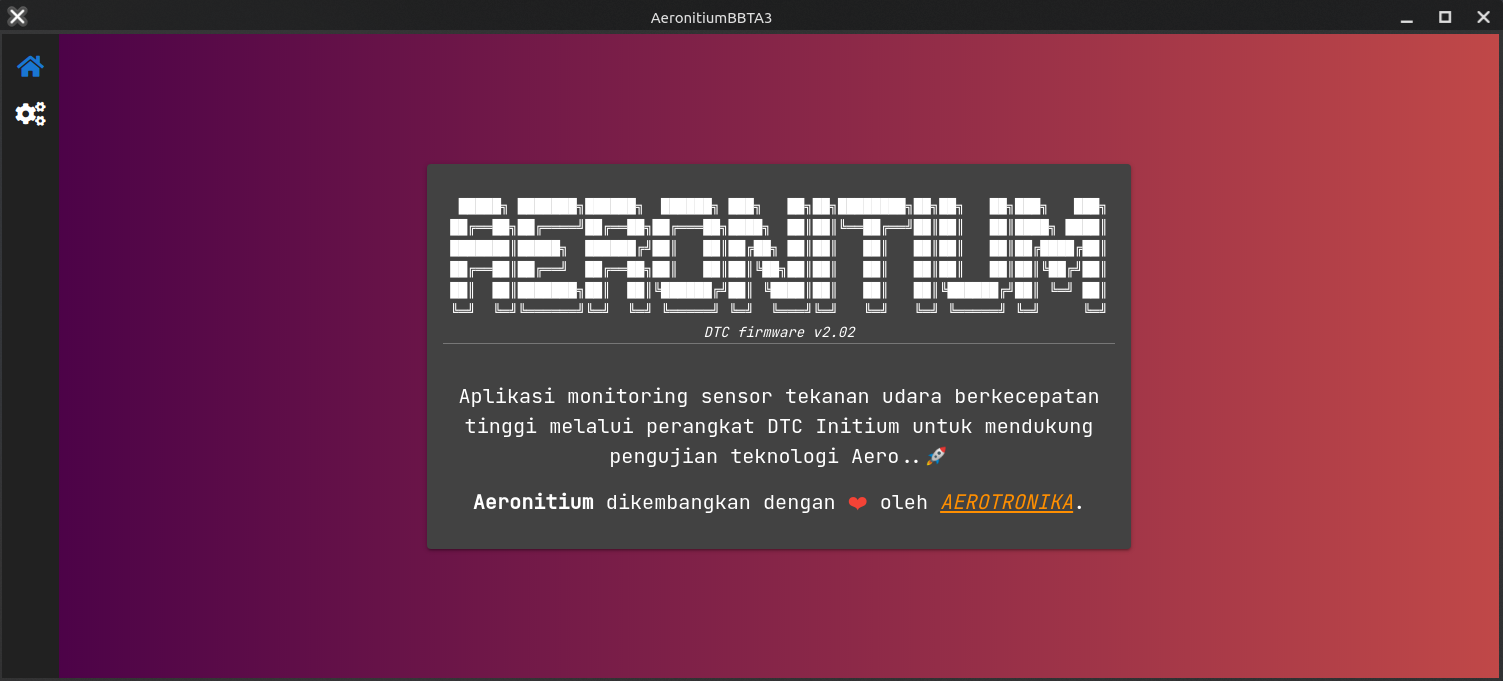 AeronitiumBBTA3
AERONITIUM
DTC firmware v2.02
Aplikasi monitoring sensor tekanan udara berkecepatan
tinggi melalui perangkat DTC Initium untuk mendukung
pengujian teknologi Aero..🚀
Aeronitium dikembangkan dengan ❤️ oleh AEROTRONIKA.